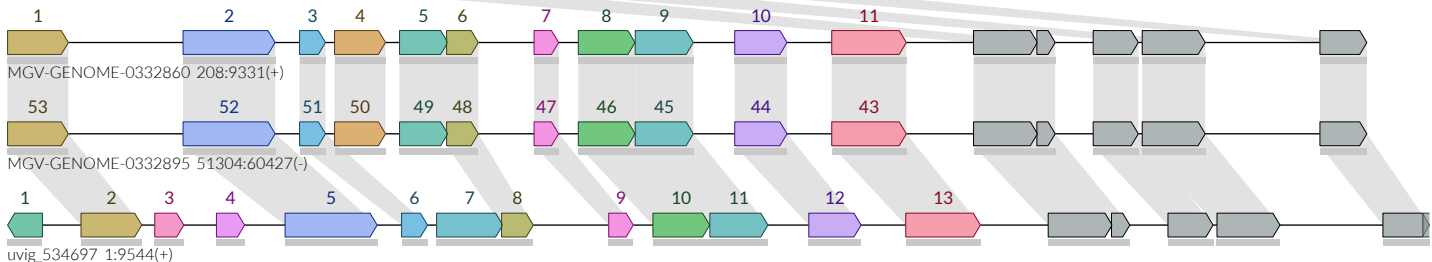 1 2 3 4 5 6 7 8 9 10 11
MGV-GENOME-0332860 208:9331(+)
53 52 51 50 49 48 47 46 45 44 43
MGV-GENOME-0332895 51304:60427(-)
1 2 3 4 5 6 7 8 9 10 11 12 13
uvig_534697 1:9544(+)